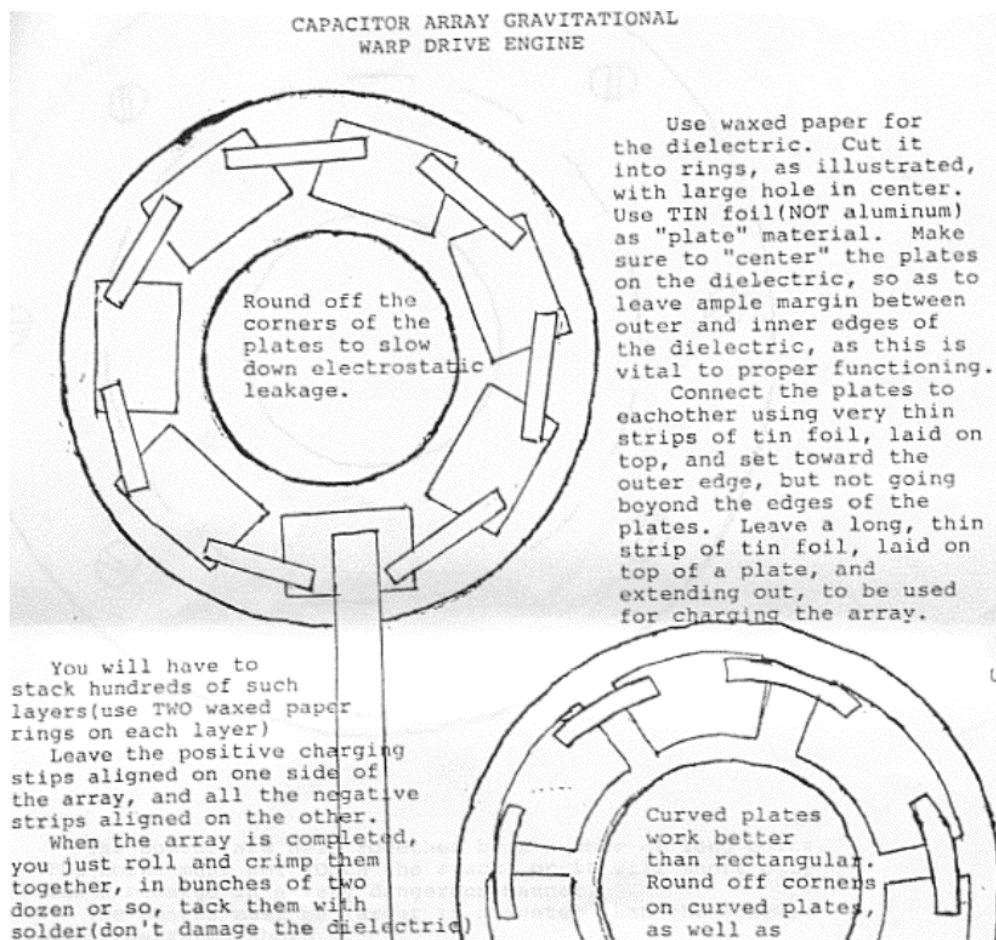 CAPACITOR ARRAY GRAVITATIONAL
WARP DRIVE ENGINE
Use waxed paper for
the dielectric. Cut it
into rings, as illustrated,
with large hole in center.
Use TIN foil(NOT aluminum)
as "plate" material. Make
sure to "center" the plates
on the dielectric, so as to
leave ample margin between
outer and inner edges of
the dielectric, as this is
vital to proper functioning.
Connect the plates to
eachother using very thin
strips of tin foil, laid on
top, and set toward the
outer edge, but not going
beyond the edges of the
plates. Leave a long, thin
strip of tin foil, laid on
top of a plate, and
extending out, to be used
for charging the array.
Round off the
corners of the
plates to slow
down electrostatic
leakage.
You will have to
stack hundreds of such
layers(use TWO waxed paper
rings on each layer)
Leave the positive charging
stips aligned on one side of
the array, and all the negative
strips aligned on the other.
When the array is completed,
you just roll and crimp them
together, in bunches of two
dozen or so, tack them with
solder(don't damage the dielectric)
Curved plates
work better
than rectangular.
Round off corners
on curved plates,
as well as